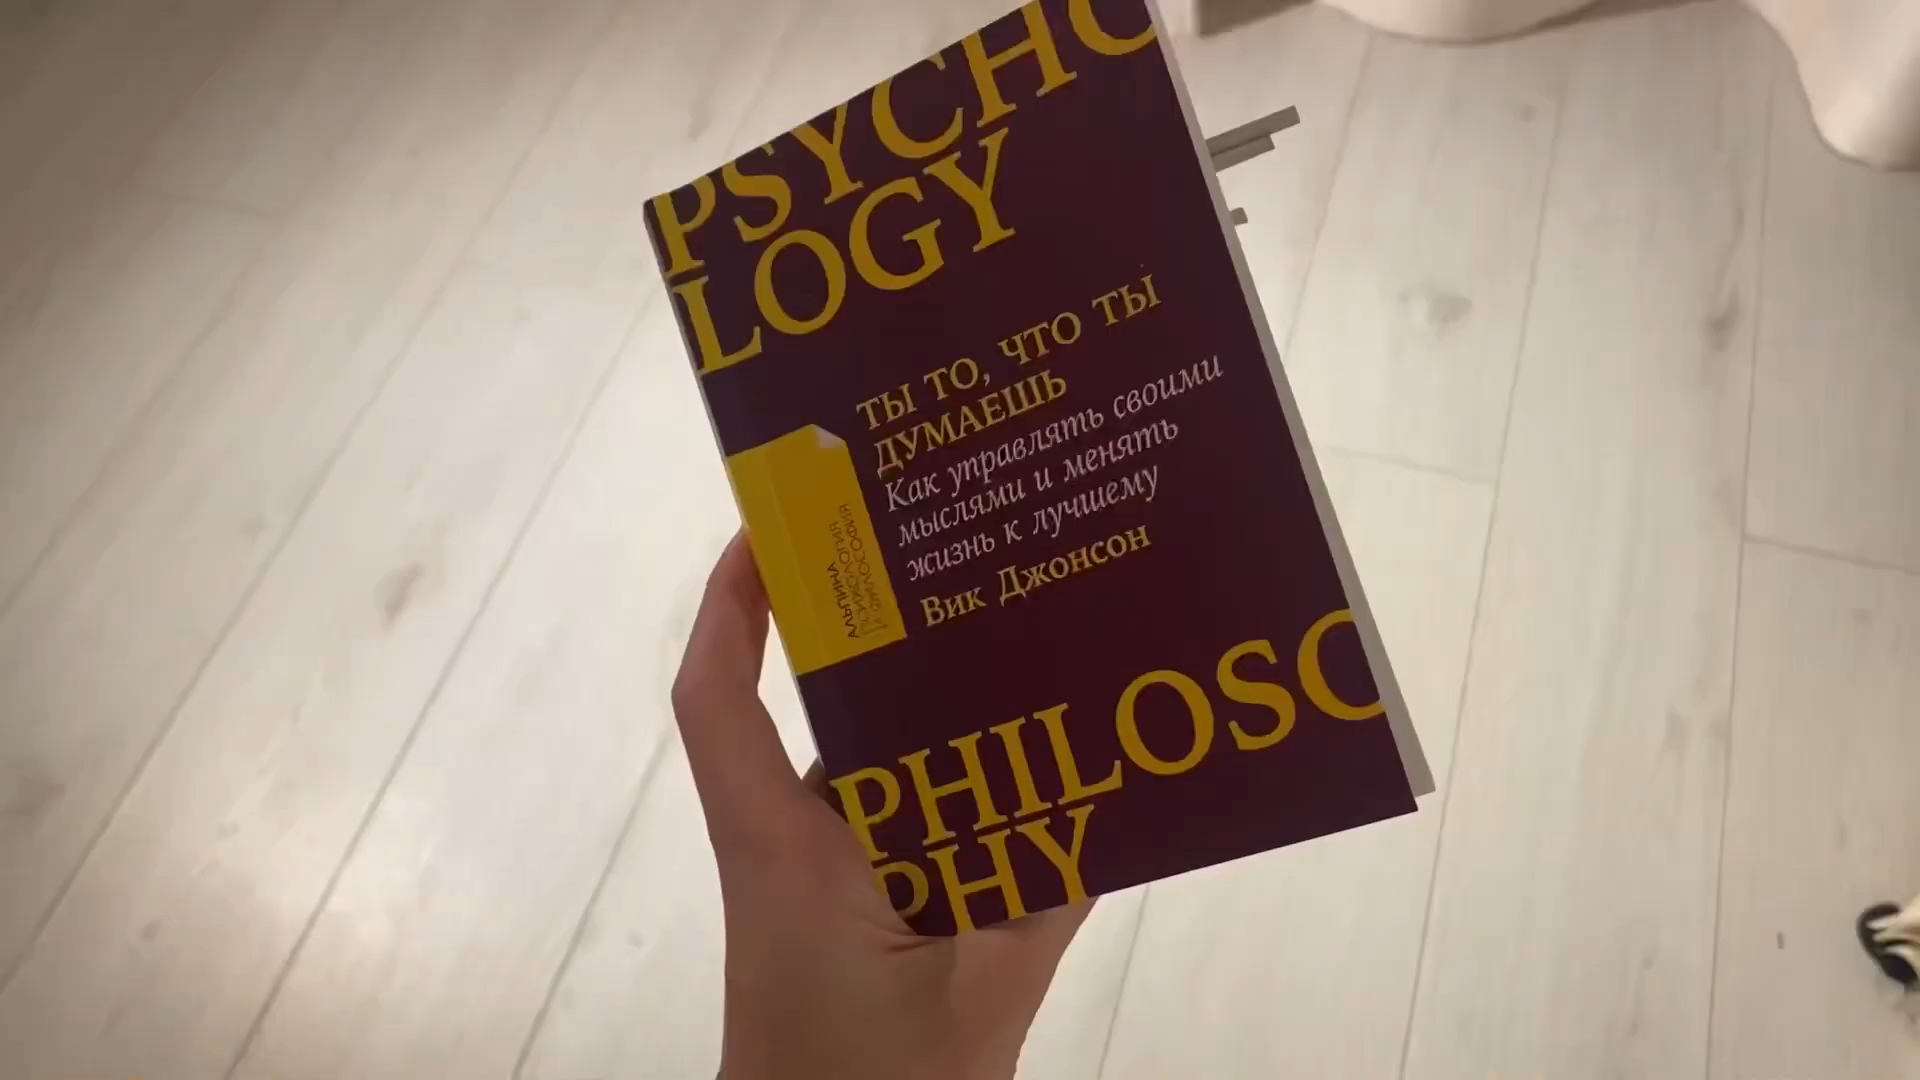 PSYCHO
LOGY
ТЫ ТО, ЧТО ТЫ
ДУМАЕШЬ
Как управлять своими
мыслями и менять
жизнь к лучшему
Вик Джонсон
АЛЬПИНА
ПСИХОЛОГИЯ
И ФИЛОСОФИЯ
PHILOSO
PHY